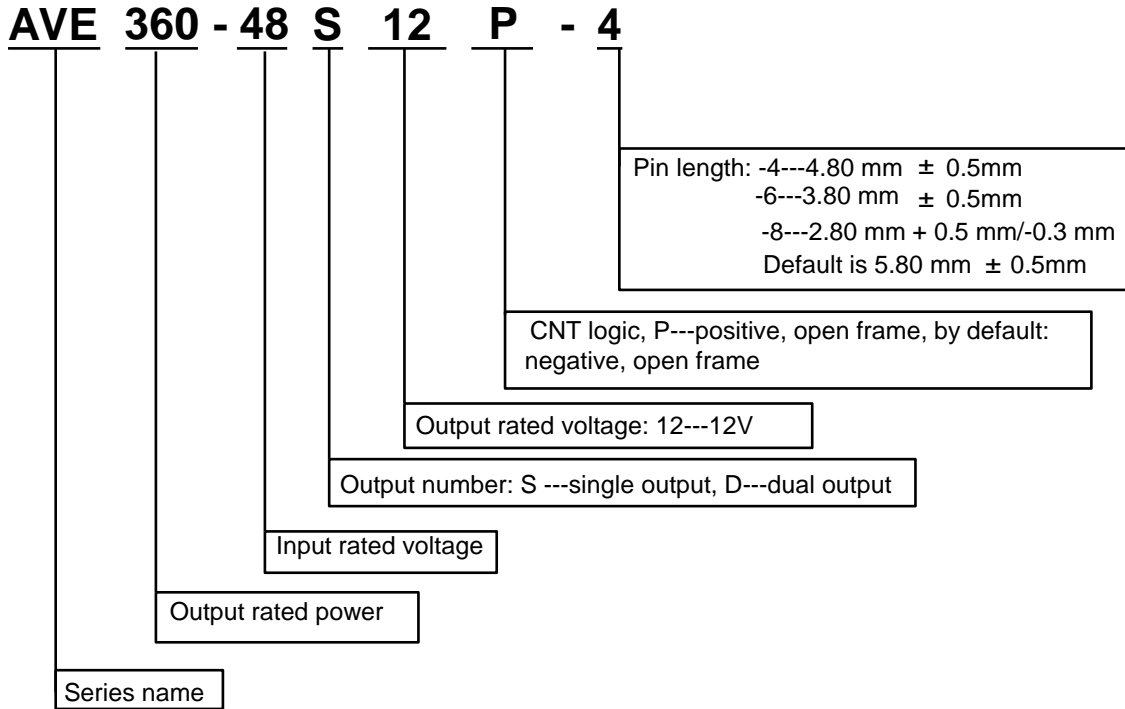 AVE 360 - 48 S 12 P - 4
Pin length: -4---4.80 mm ± 0.5mm
-6---3.80 mm ± 0.5mm
-8---2.80 mm + 0.5 mm/-0.3 mm
Default is 5.80 mm ± 0.5mm
CNT logic, P---positive, open frame, by default:
negative, open frame
Output rated voltage: 12---12V
Output number: S ---single output, D---dual output
Input rated voltage
Output rated power
Series name